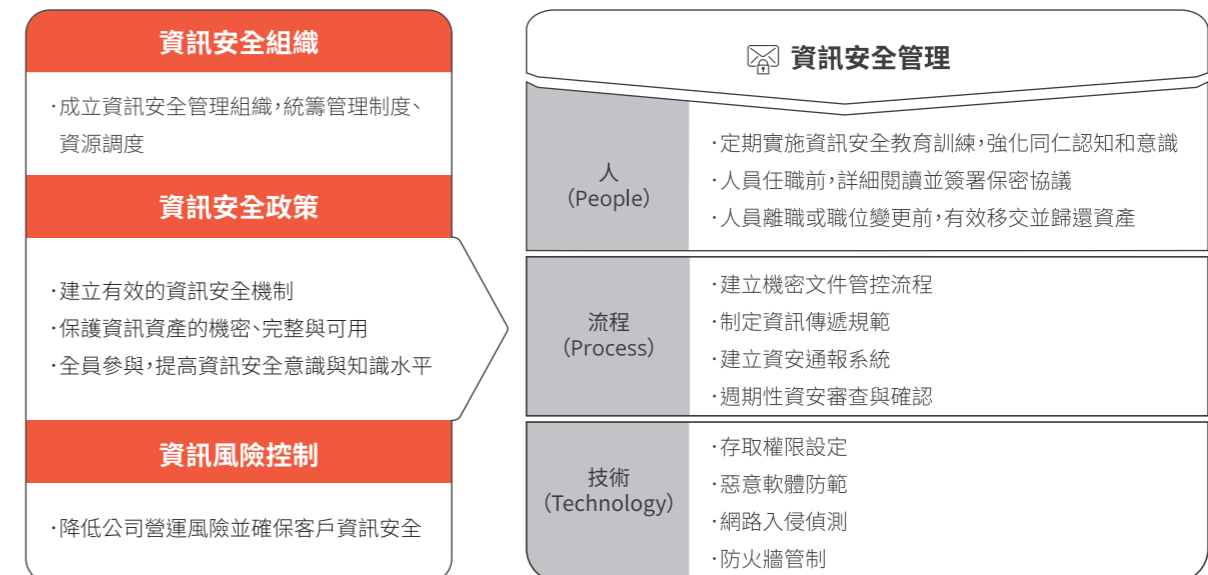 資訊安全組織
·成立資訊安全管理組織，統籌管理制度、
資源調度
資訊安全政策
·建立有效的資訊安全機制
·保護資訊資產的機密、完整與可用
·全員參與，提高資訊安全意識與知識水平
資訊風險控制
·降低公司營運風險並確保客戶資訊安全
資訊安全管理
人
（People）
·定期實施資訊安全教育訓練，強化同仁認知和意識
·人員任職前，詳細閱讀並簽署保密協議
·人員離職或職位變更前，有效移交並歸還資產
流程
（Process）
·建立機密文件管控流程
·制定資訊傳遞規範
·建立資安通報系統
·週期性資安審查與確認
技術
（Technology）
·存取權限設定
·惡意軟體防範
·網路入侵偵測
·防火牆管制